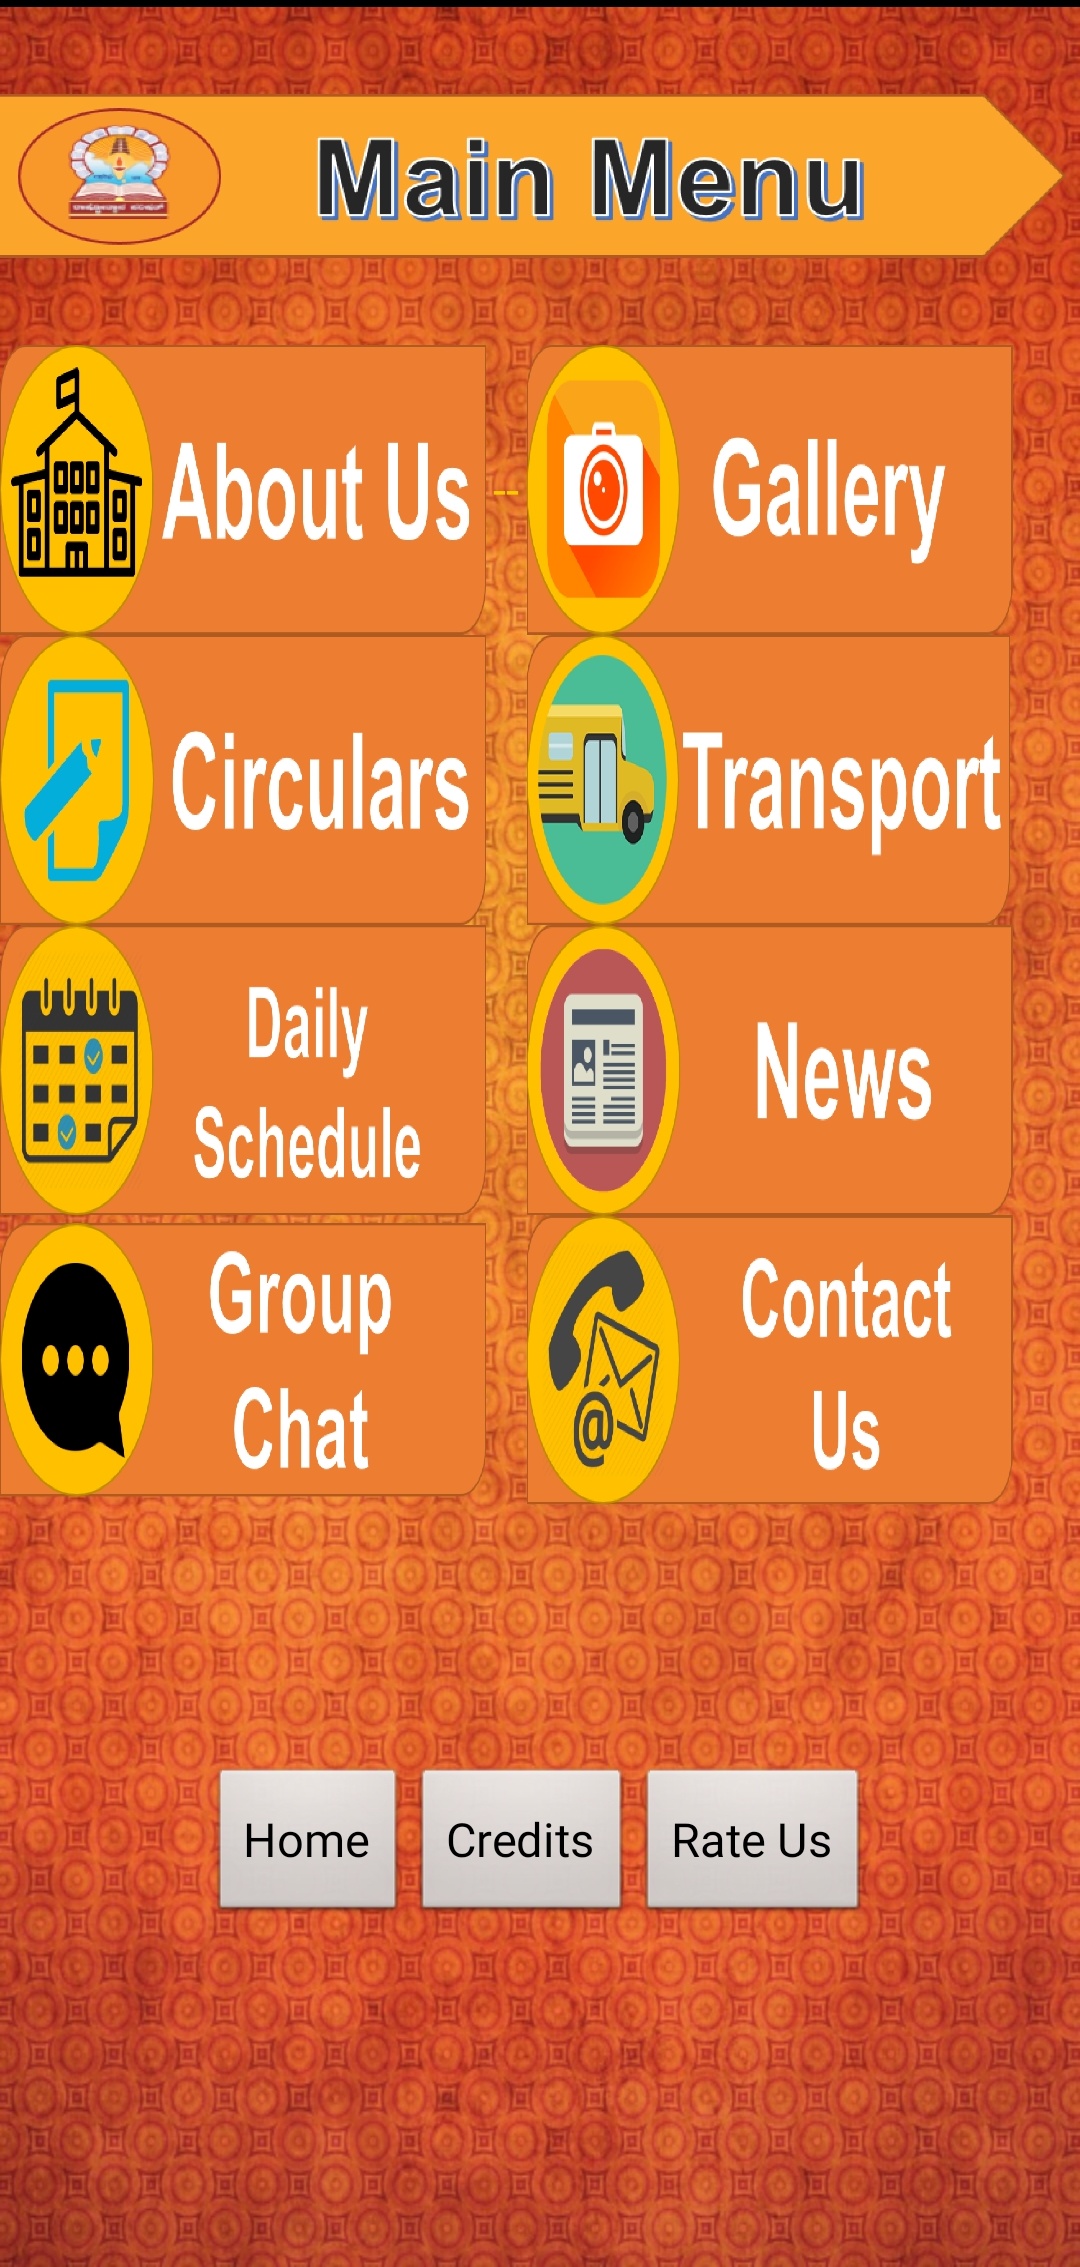 Main Menu
About Us
--
Gallery
Circulars
Transport
Daily
Schedule
News
Group
Chat
Contact
Us
@
Home
Credits
Rate Us